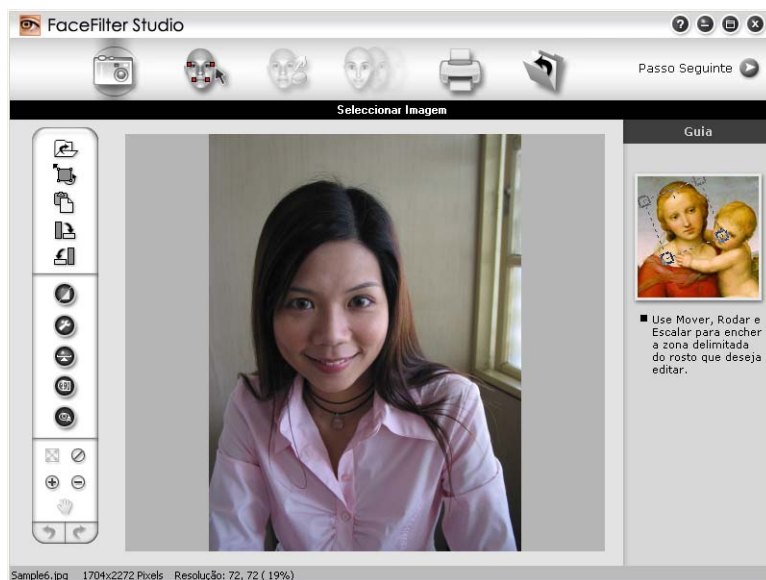 FaceFilter Studio
Passo Seguinte
Seleccionar Imagem
Guia
Use Mover, Rodar e
Escalar para encher
a zona delimitada
do rosto que deseja
editar.
Sample6.jpg 1704x2272 Pixels Resolução: 72, 72 ( 19%)